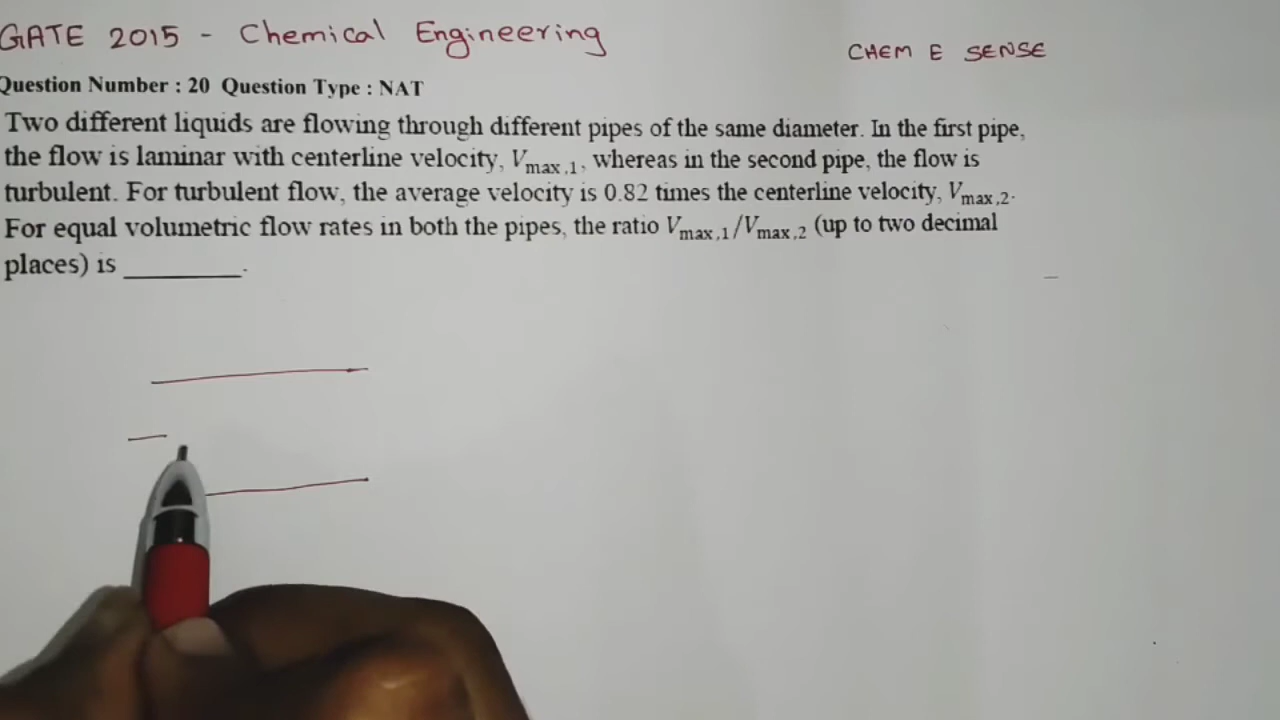 GATE 2015 - Chemical Engineering
CHEM E SENSE
Question Number : 20 Question Type : NAT
Two different liquids are flowing through different pipes of the same diameter. In the first pipe,
the flow is laminar with centerline velocity, Vmax,1, whereas in the second pipe, the flow is
turbulent. For turbulent flow, the average velocity is 0.82 times the centerline velocity, Vmax,2.
For equal volumetric flow rates in both the pipes, the ratio Vmax,1/Vmax,2 (up to two decimal
places) is ________.